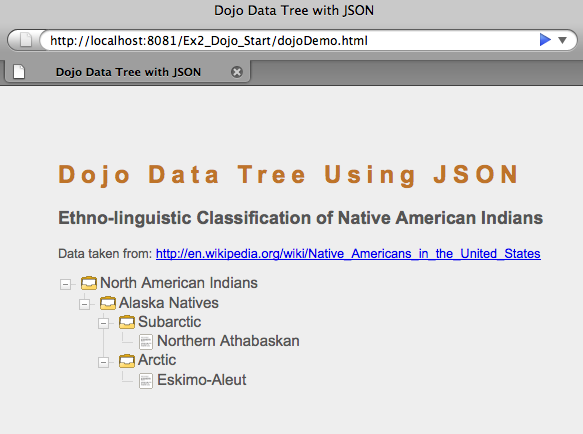 Dojo Data Tree with JSON
http://localhost:8081/Ex2_Dojo_Start/dojoDemo.html
Dojo Data Tree with JSON
Dojo Data Tree Using JSON
Ethno-linguistic Classification of Native American Indians
Data taken from: http://en.wikipedia.org/wiki/Native_Americans_in_the_United_States
North American Indians
Alaska Natives
Subarctic
Northern Athabaskan
Arctic
Eskimo-Aleut